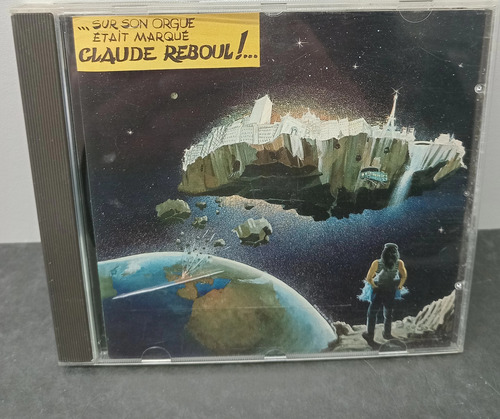 ... SUR SON ORGUE
ÉTAIT MARQUÉ
CLAUDE REBOUL!...